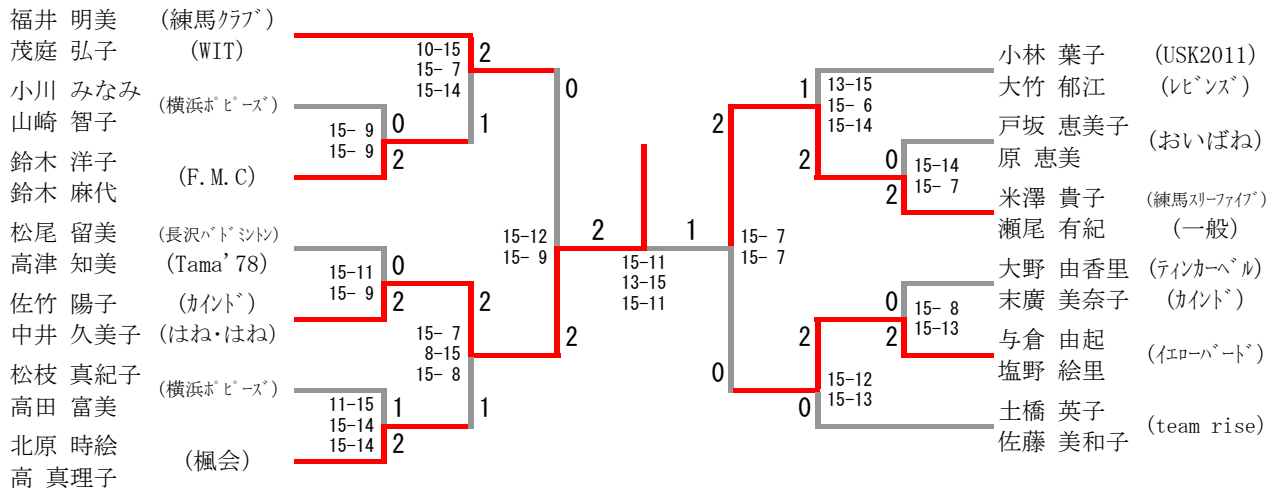 福井 明美 (練馬クラブ)
茂庭 弘子 (WIT)
小川 みなみ
(横浜ポピーズ)
山崎 智子
鈴木 洋子
(F.M.C)
鈴木 麻代
松尾 留美 (長沢バドミントン)
高津 知美 (Tama'78)
佐竹 陽子 (カインド)
中井 久美子 (はね・はね)
松枝 真紀子
(横浜ポピーズ)
高田 富美
北原 時絵
(楓会)
高 真理子
10-15
15- 7
15-14
2
1
15- 9
15- 9
0
2
15-11
15- 9
0
2
15- 7
8-15
15- 8
2
1
11-15
15-14
15-14
1
2
0
15-12
15- 9
2
2
1
15-11
13-15
15-11
2
15- 7
15- 7
0
1
13-15
15- 6
15-14
2
0
15-14
15- 7
2
0
15- 8
15-13
2
2
15-12
15-13
0
小林 葉子 (USK2011)
大竹 郁江 (レビンズ)
戸坂 恵美子
(おいばね)
原 恵美
米澤 貴子 (練馬スリーファイブ)
瀬尾 有紀 (一般)
大野 由香里 (ティンカーベル)
末廣 美奈子 (カインド)
与倉 由起
(イエローバード)
塩野 絵里
土橋 英子
(team rise)
佐藤 美和子